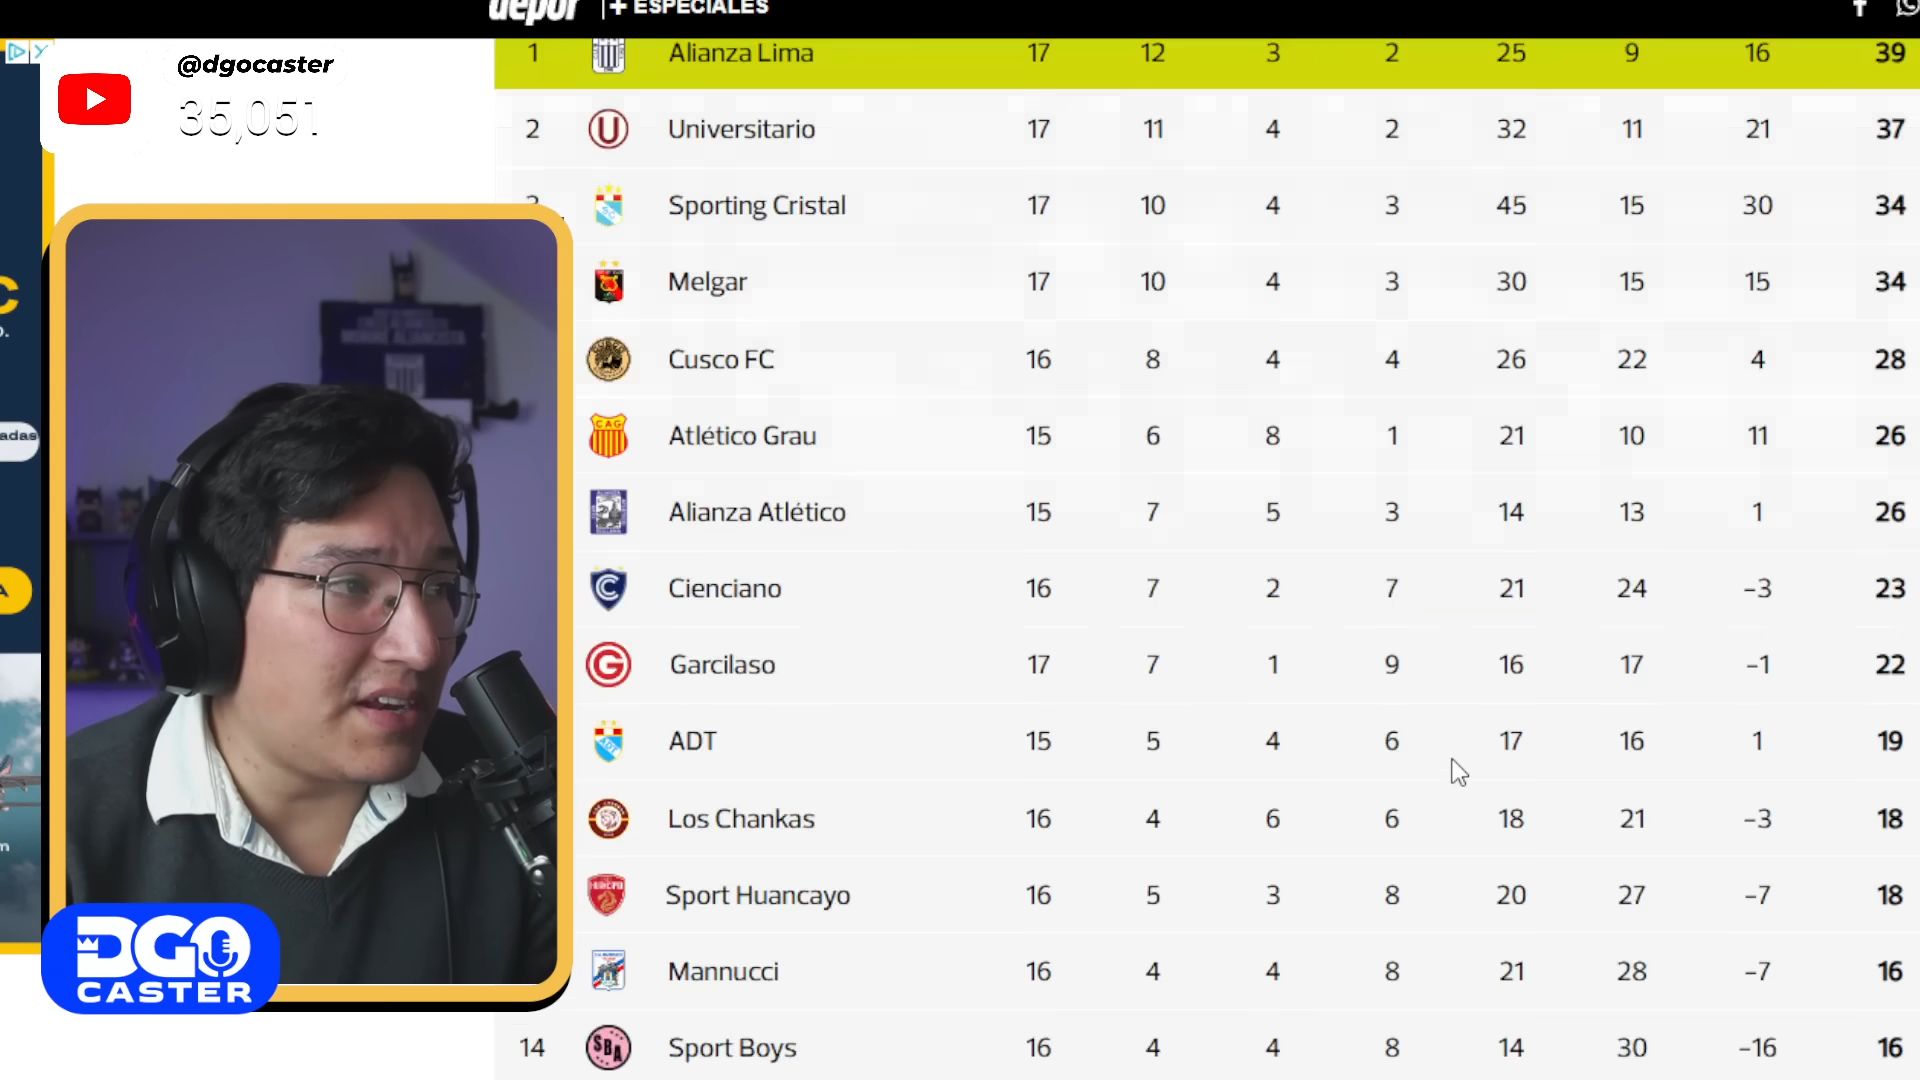 depor + ESPECIALES
@dgocaster
35,051
1 Alianza Lima 17 12 3 2 25 9 16 39
2 Universitario 17 11 4 2 32 11 21 37
Sporting Cristal 17 10 4 3 45 15 30 34
Melgar 17 10 4 3 30 15 15 34
Cusco FC 16 8 4 4 26 22 4 28
CAG
Atlético Grau 15 6 8 1 21 10 11 26
adas
Alianza Atlético 15 7 5 3 14 13 1 26
C
Cienciano 16 7 2 7 21 24 -3 23
G
Garcilaso 17 7 1 9 16 17 -1 22
ADT
ADT 15 5 4 6 17 16 1 19
Los Chankas 16 4 6 6 18 21 -3 18
Sport Huancayo 16 5 3 8 20 27 -7 18
Mannucci 16 4 4 8 21 28 -7 16
14 SBA Sport Boys 16 4 4 8 14 30 -16 16
DGO
CASTER